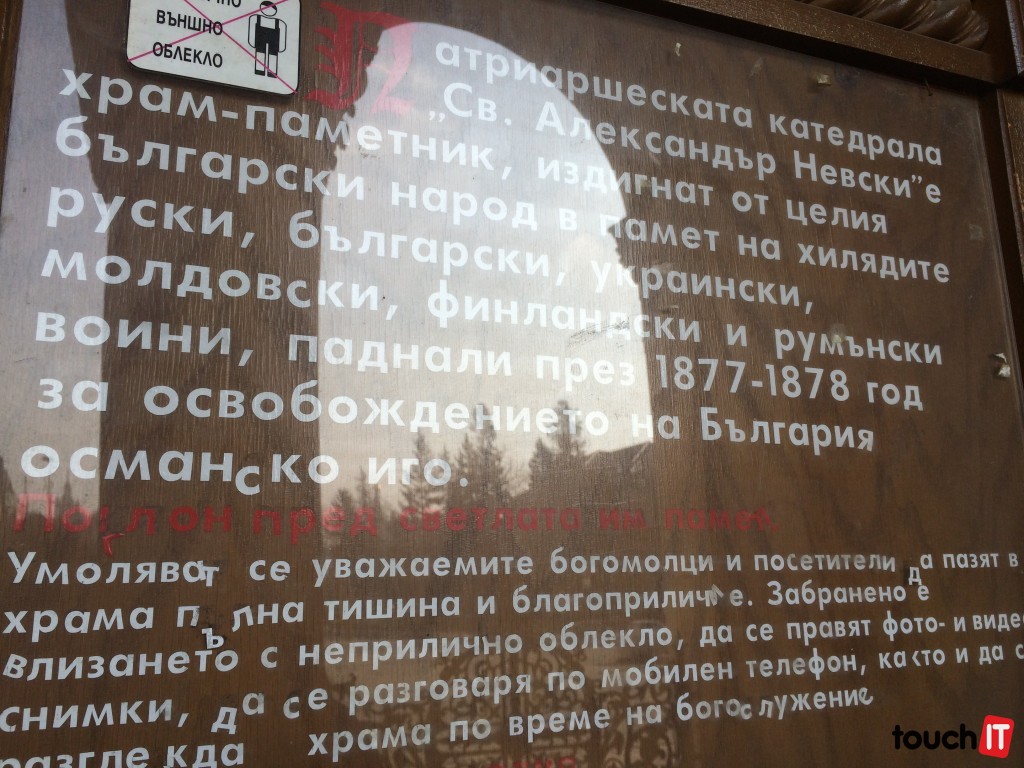 ВЪНШНО
ОБЛЕКЛО
Патриаршеската катедрала
„Св. Александър Невски” е
храм-паметник, издигнат от целия
български народ в памет на хилядите
руски, български, украински,
молдовски, финландски и румънски
воини, паднали през 1877-1878 год
за освобождението на България
османско иго.
Поклон пред светлата им памет.
Умоляват се уважаемите богомолци и посетители да пазят в
храма пълна тишина и благоприличие. Забранено е
влизането с неприлично облекло, да се правят фото- и видео
снимки, да се разговаря по мобилен телефон, както и да с
разглежда храма по време на богослужение
touchIT